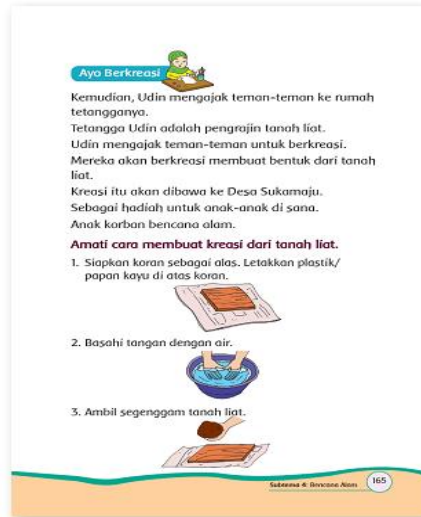 Ayo Berkreasi
Kemudian, Udin mengajak teman-teman ke rumah
tetangganya.
Tetangga Udin adalah pengrajin tanah liat.
Udin mengajak teman-teman untuk berkreasi.
Mereka akan berkreasi membuat bentuk dari tanah
liat.
Kreasi itu akan dibawa ke Desa Sukamaju.
Sebagai hadiah untuk anak-anak di sana.
Anak korban bencana alam.
Amati cara membuat kreasi dari tanah liat.
1. Siapkan koran sebagai alas. Letakkan plastik/
papan kayu di atas koran.
2. Basahi tangan dengan air.
3. Ambil segenggam tanah liat.
Subtema 4: Bencana Alam
165